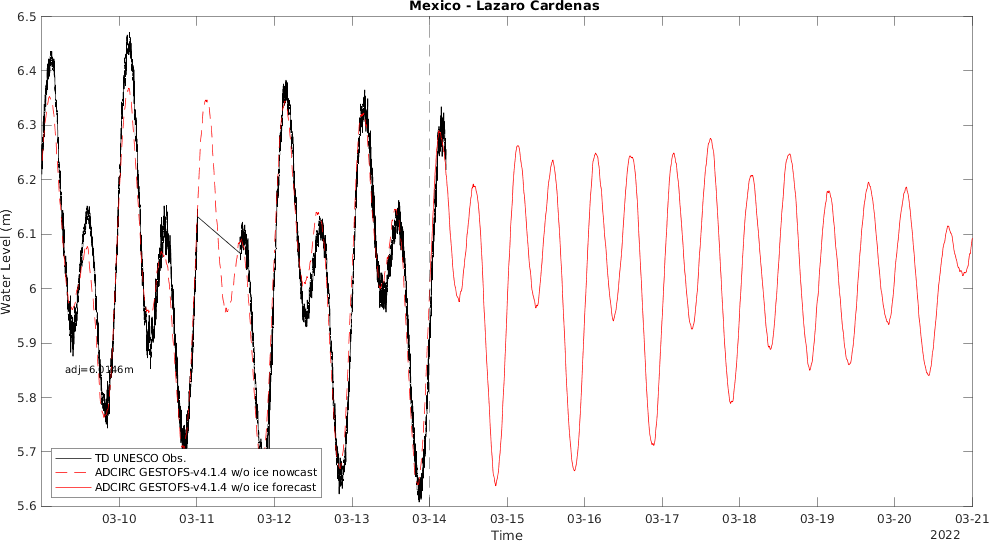 Mexico - Lazaro Cardenas
6.5
6.4
6.3
6.2
6.1
6
5.9
5.8
5.7
5.6
Water Level (m)
adj=6.0146m
TD UNESCO Obs.
ADCIRC GESTOFS-v4.1.4 w/o ice nowcast
ADCIRC GESTOFS-v4.1.4 w/o ice forecast
03-10 03-11 03-12 03-13 03-14 03-15 03-16 03-17 03-18 03-19 03-20 03-21
Time
2022